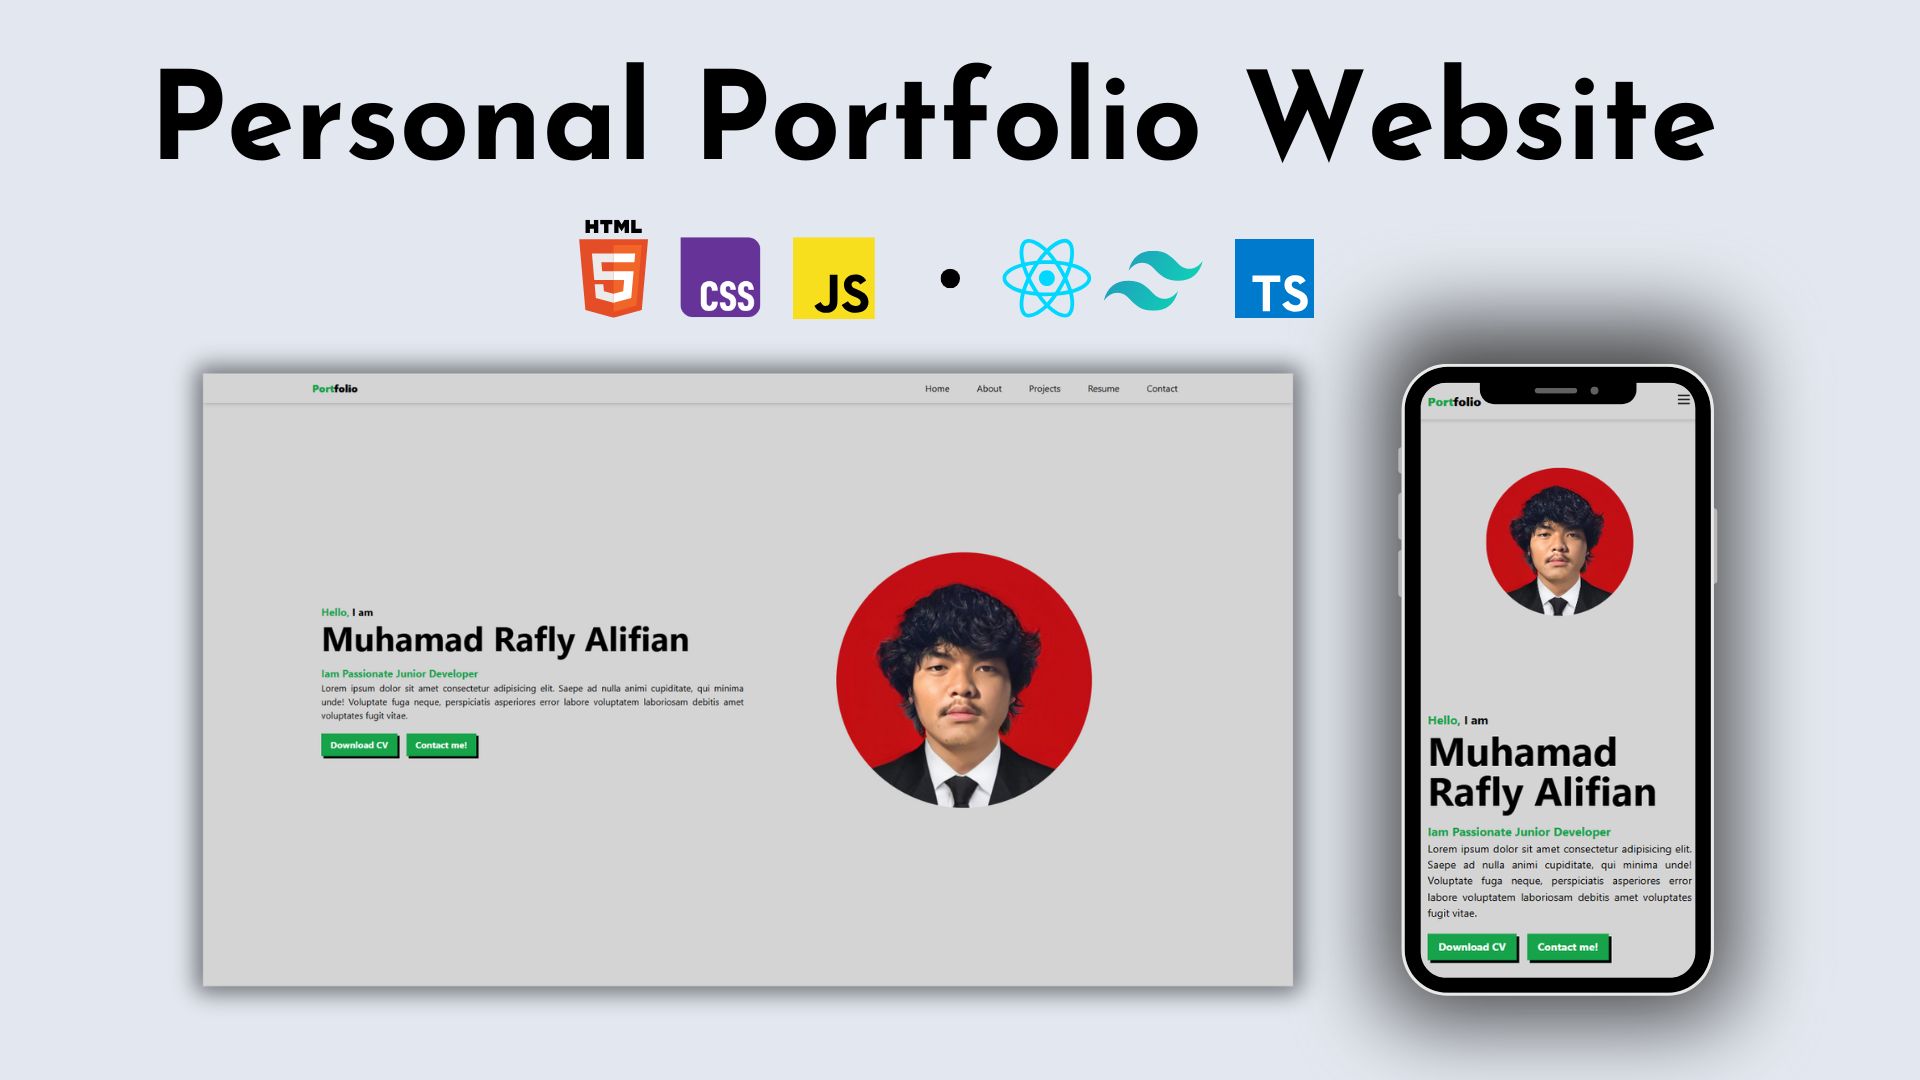 Personal Portfolio Website
HTML
CSS
JS
TS
Portfolio
Home
About
Projects
Resume
Contact
Hello, I am
Muhamad Rafly Alifian
Iam Passionate Junior Developer
Lorem ipsum dolor sit amet consectetur adipisicing elit. Saepe ad nulla animi cupiditate, qui minima
unde! Voluptate fuga neque, perspiciatis asperiores error labore voluptatem laboriosam debitis amet
voluptates fugit vitae.
Download CV
Contact me!
Portfolio
Hello, I am
Muhamad
Rafly Alifian
Iam Passionate Junior Developer
Lorem ipsum dolor sit amet consectetur adipisicing elit.
Saepe ad nulla animi cupiditate, qui minima unde!
Voluptate fuga neque, perspiciatis asperiores error
labore voluptatem laboriosam debitis amet voluptates
fugit vitae.
Download CV
Contact me!